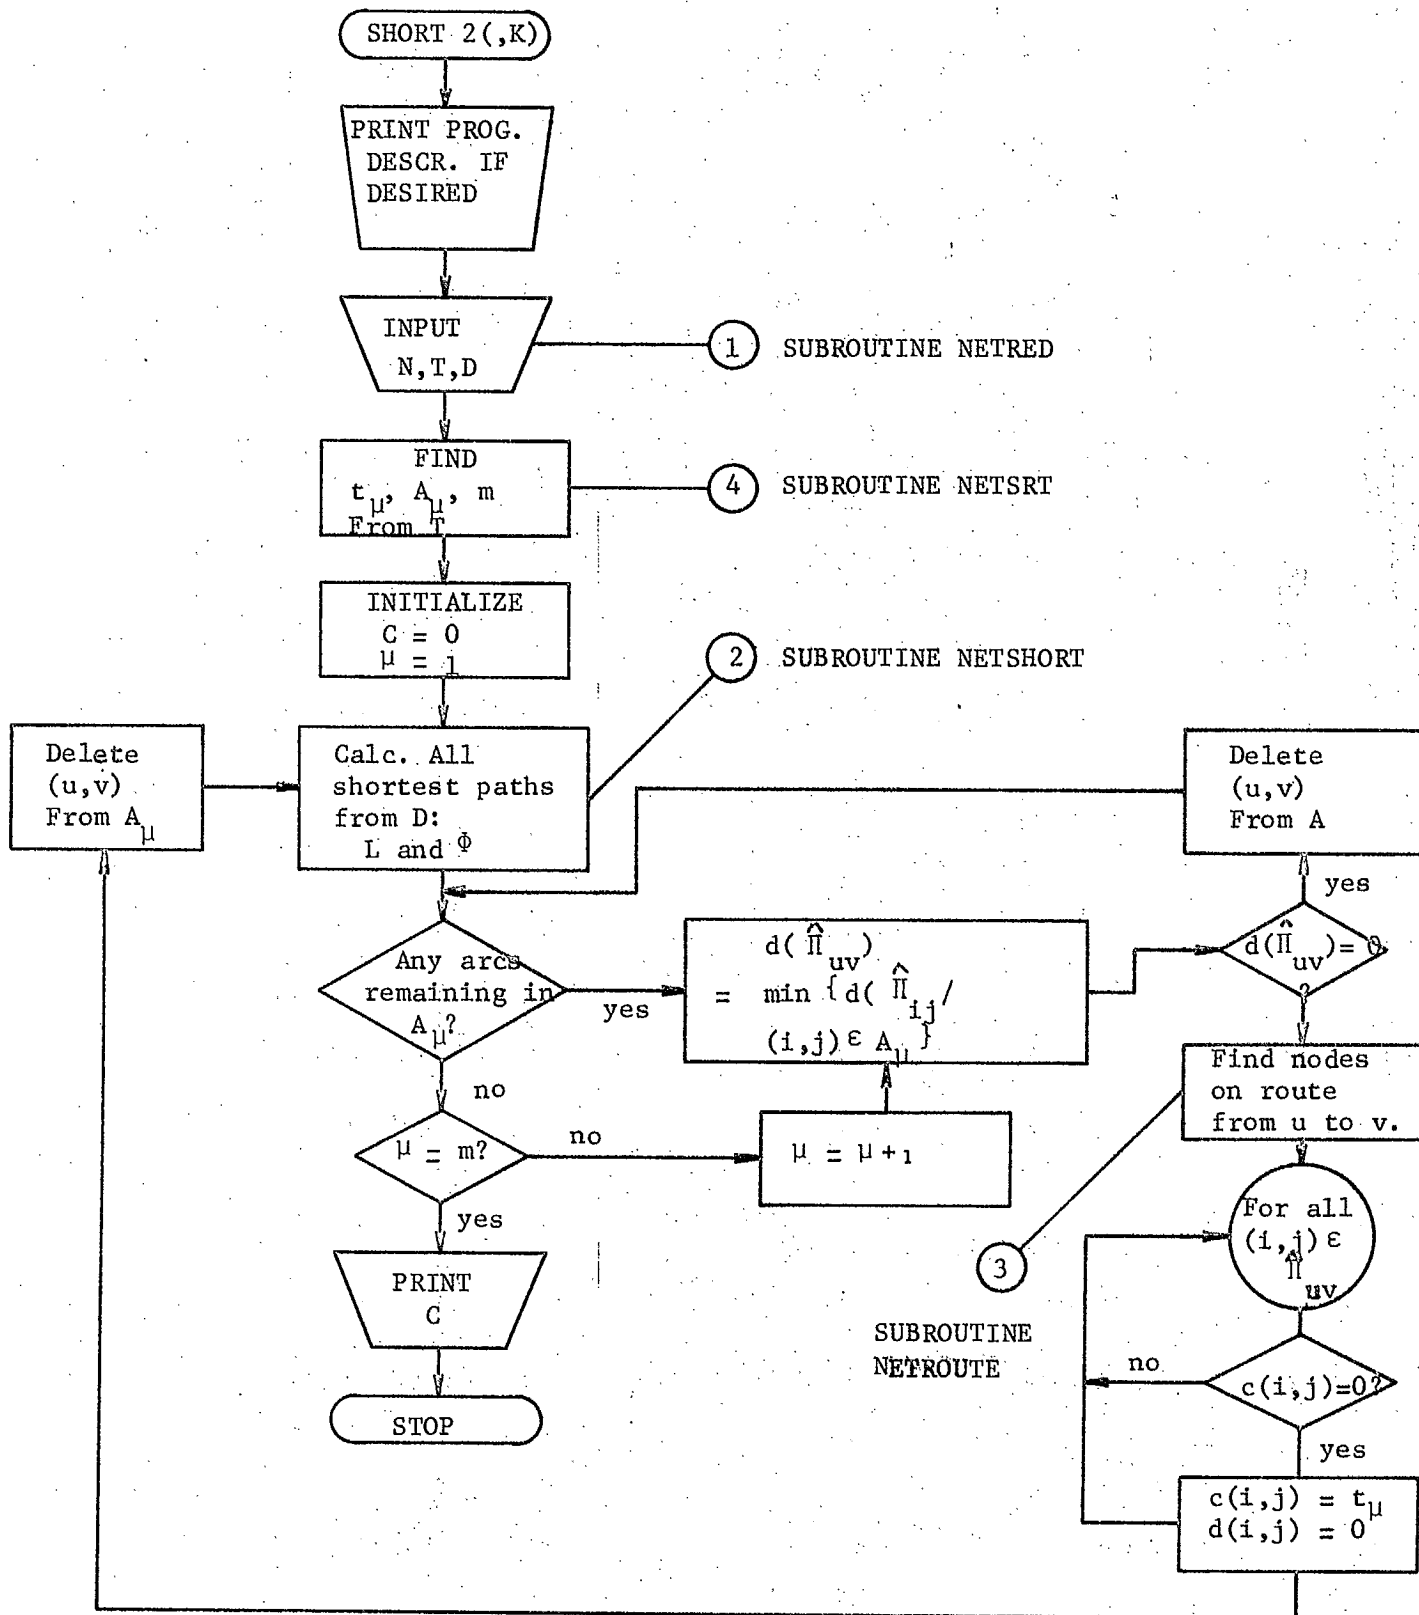 SHORT 2(,K)
PRINT PROG.
DESCR. IF
DESIRED
INPUT
N,T,D
1 SUBROUTINE NETRED
FIND
tμ, Aμ, m
From T
4 SUBROUTINE NETSRT
INITIALIZE
C = 0
μ = 1
2 SUBROUTINE NETSHORT
Delete
(u,v)
From Aμ
Calc. All
shortest paths
from D:
L and Φ
Delete
(u,v)
From A
yes
Any arcs
remaining in
Aμ?
yes
d( Π̂uv)
= min {d( Π̂ij/
(i,j) ε Aμ }
d(Π̂uv)= 0
?
no
Find nodes
on route
from u to v.
μ = m?
no
μ = μ+1
yes
For all
(i,j) ε
Π̂uv
3
SUBROUTINE
NETROUTE
PRINT
C
no
c(i,j)=0?
STOP
yes
c(i,j) = tμ
d(i,j) = 0